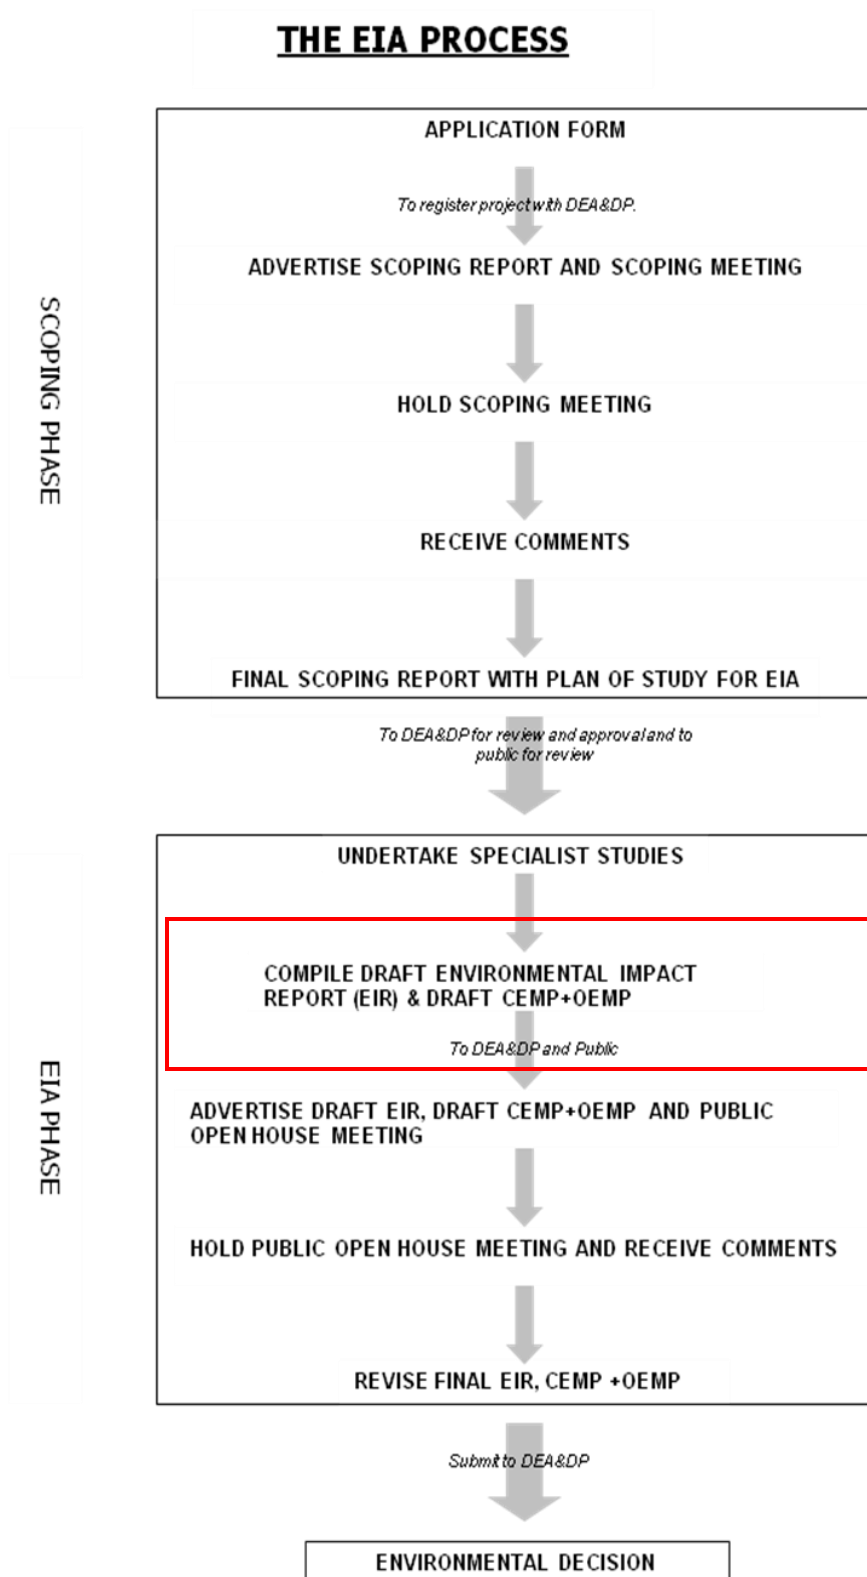 THE EIA PROCESS
SCOPING PHASE
APPLICATION FORM
To register project with DEA&DP.
ADVERTISE SCOPING REPORT AND SCOPING MEETING
HOLD SCOPING MEETING
RECEIVE COMMENTS
FINAL SCOPING REPORT WITH PLAN OF STUDY FOR EIA
To DEA&DP for review and approval and to
public for review
EIA PHASE
UNDERTAKE SPECIALIST STUDIES
COMPILE DRAFT ENVIRONMENTAL IMPACT
REPORT (EIR) & DRAFT CEMP+OEMP
To DEA&DP and Public
ADVERTISE DRAFT EIR, DRAFT CEMP+OEMP AND PUBLIC
OPEN HOUSE MEETING
HOLD PUBLIC OPEN HOUSE MEETING AND RECEIVE COMMENTS
REVISE FINAL EIR, CEMP +OEMP
Submit to DEA&DP
ENVIRONMENTAL DECISION